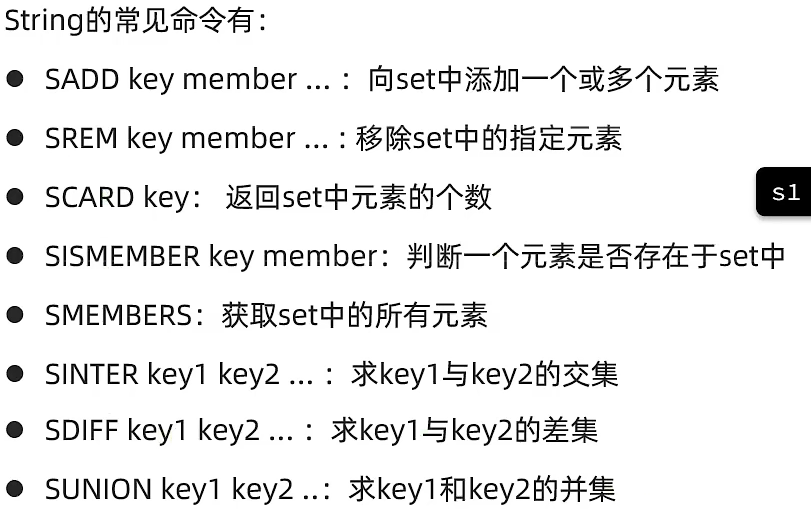 String的常见命令有：
● SADD key member ... ：向set中添加一个或多个元素
● SREM key member ... : 移除set中的指定元素
● SCARD key： 返回set中元素的个数
s1
● SISMEMBER key member：判断一个元素是否存在于set中
● SMEMBERS：获取set中的所有元素
● SINTER key1 key2 ... ：求key1与key2的交集
● SDIFF key1 key2 ... ：求key1与key2的差集
● SUNION key1 key2 ..：求key1和key2的并集